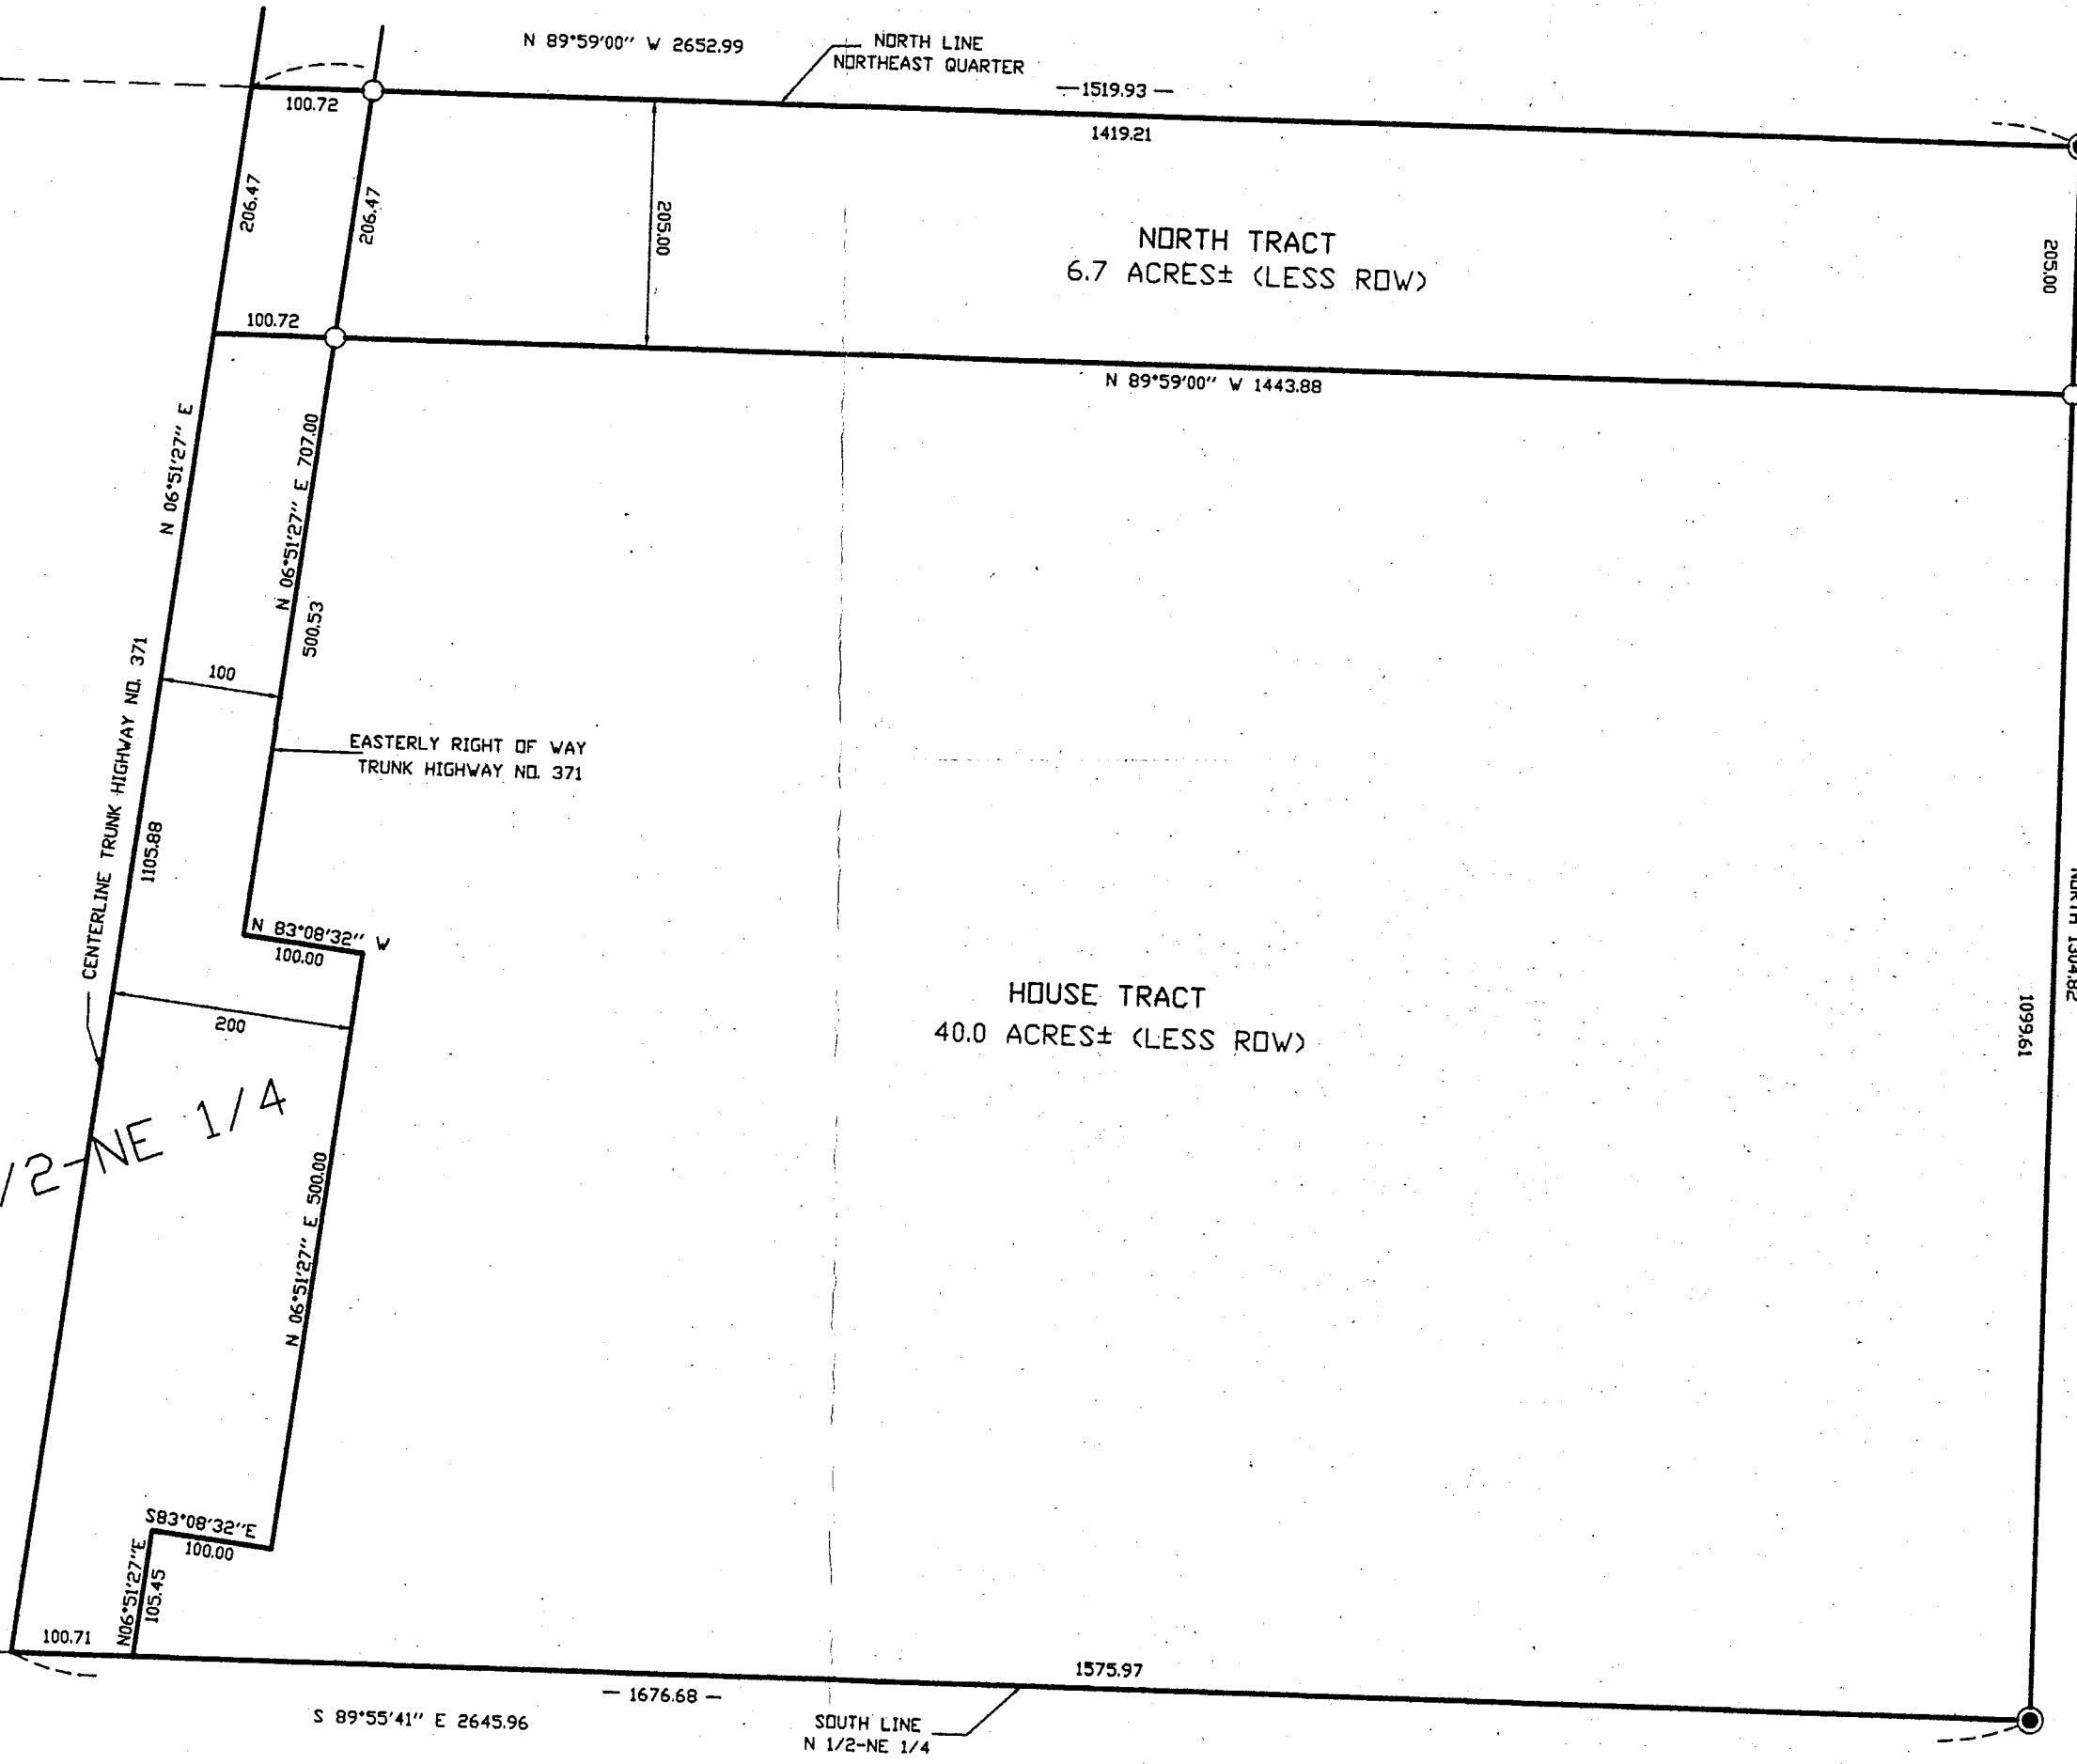 N 89°59'00" W 2652.99
NORTH LINE
NORTHEAST QUARTER
—1519.93—
100.72
1419.21
206.47
206.47
205.00
NORTH TRACT
6.7 ACRES± (LESS ROW)
205.00
100.72
N 89°59'00" W 1443.88
N 06°51'27" E
N 06°51'27" E 707.00
500.53
100
CENTERLINE TRUNK HIGHWAY NO. 371
EASTERLY RIGHT OF WAY
TRUNK HIGHWAY NO. 371
1105.88
N 83°08'32" W
100.00
NORTH 1304.82
200
HOUSE TRACT
40.0 ACRES± (LESS ROW)
1099.61
/2-NE 1/4
N 06°51'27" E 500.00
S83°08'32"E
100.00
N06°51'27"E
105.45
100.71
1575.97
—1676.68—
S 89°55'41" E 2645.96
SOUTH LINE
N 1/2-NE 1/4